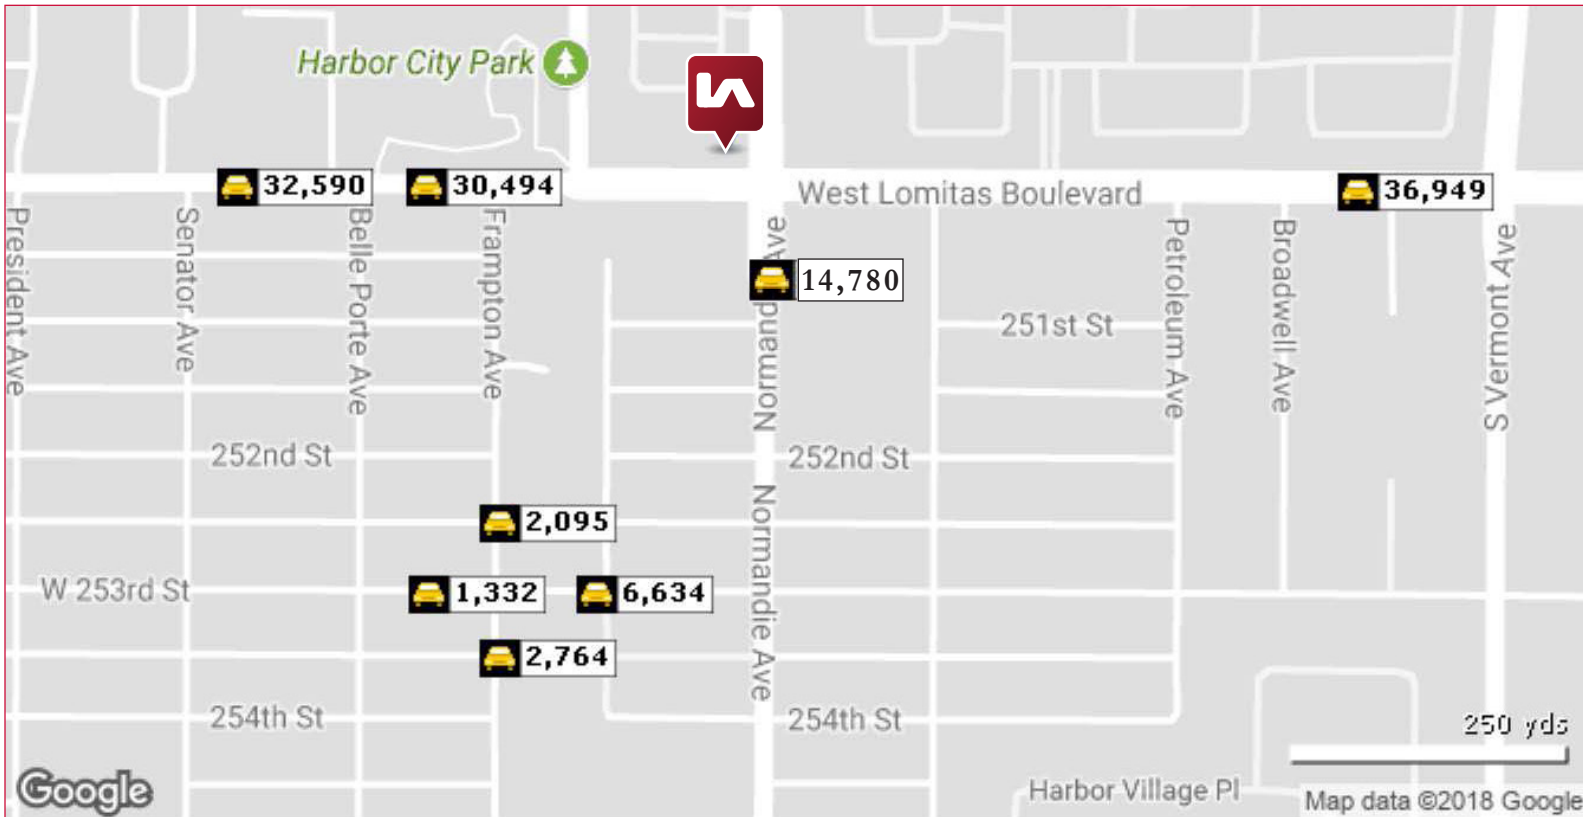 Harbor City Park
32,590
30,494
West Lomitas Boulevard
36,949
President Ave
Senator Ave
Belle Porte Ave
Frampton Ave
Normand Ave
14,780
Petroleum Ave
Broadwell Ave
S Vermont Ave
251st St
252nd St
252nd St
2,095
Normandie Ave
W 253rd St
1,332
6,634
2,764
254th St
254th St
250 yds
Google
Harbor Village Pl
Map data ©2018 Google